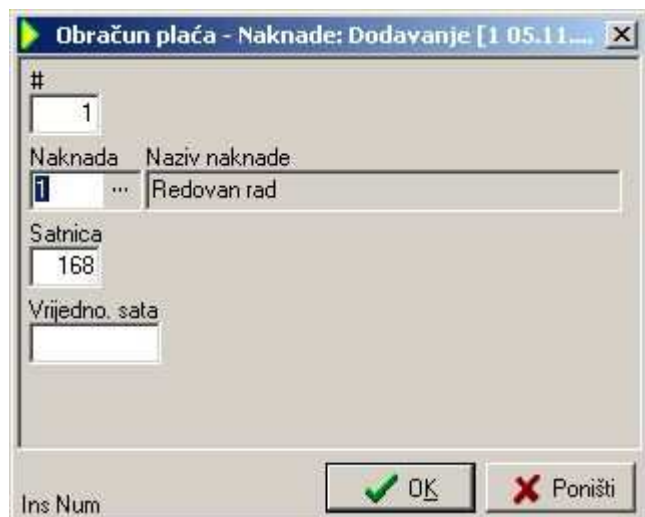 Obračun plaća - Naknade: Dodavanje [1 05.11....
#
1
Naknada Naziv naknade
1 ... Redovan rad
Satnica
168
Vrijedno. sata
Ins Num OK Poništi